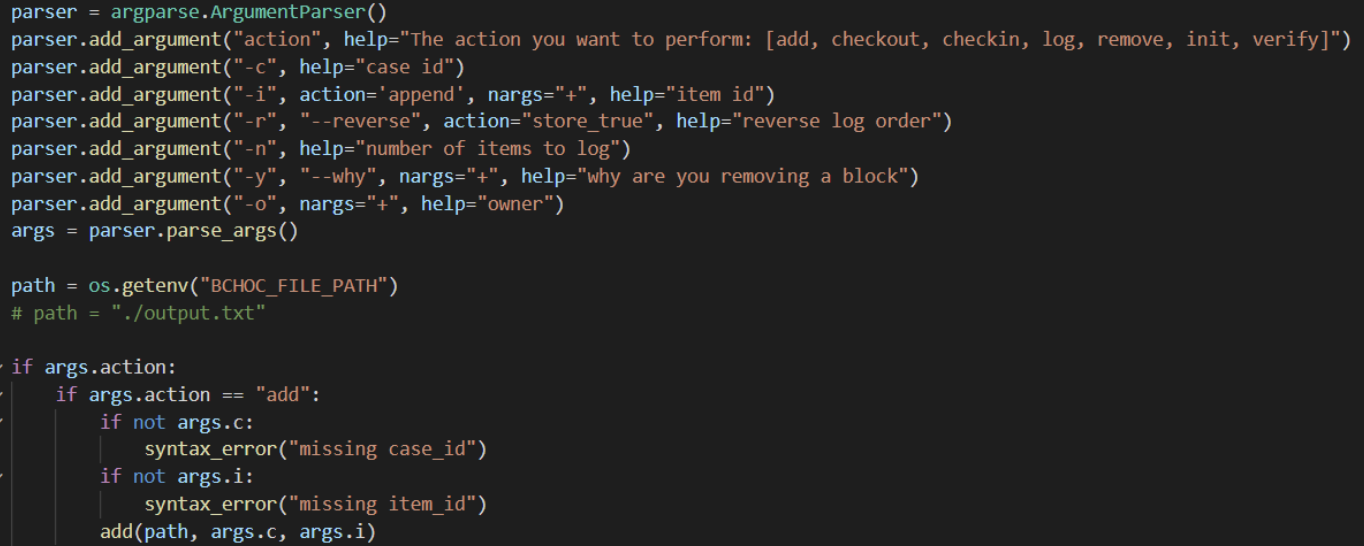 parser = argparse.ArgumentParser()
parser.add_argument("action", help="The action you want to perform: [add, checkout, checkin, log, remove, init, verify]")
parser.add_argument("-c", help="case id")
parser.add_argument("-i", action='append', nargs="+", help="item id")
parser.add_argument("-r", "--reverse", action="store_true", help="reverse log order")
parser.add_argument("-n", help="number of items to log")
parser.add_argument("-y", "--why", nargs="+", help="why are you removing a block")
parser.add_argument("-o", nargs="+", help="owner")
args = parser.parse_args()

path = os.getenv("BCHOC_FILE_PATH")
# path = "./output.txt"

if args.action:
    if args.action == "add":
        if not args.c:
            syntax_error("missing case_id")
        if not args.i:
            syntax_error("missing item_id")
        add(path, args.c, args.i)